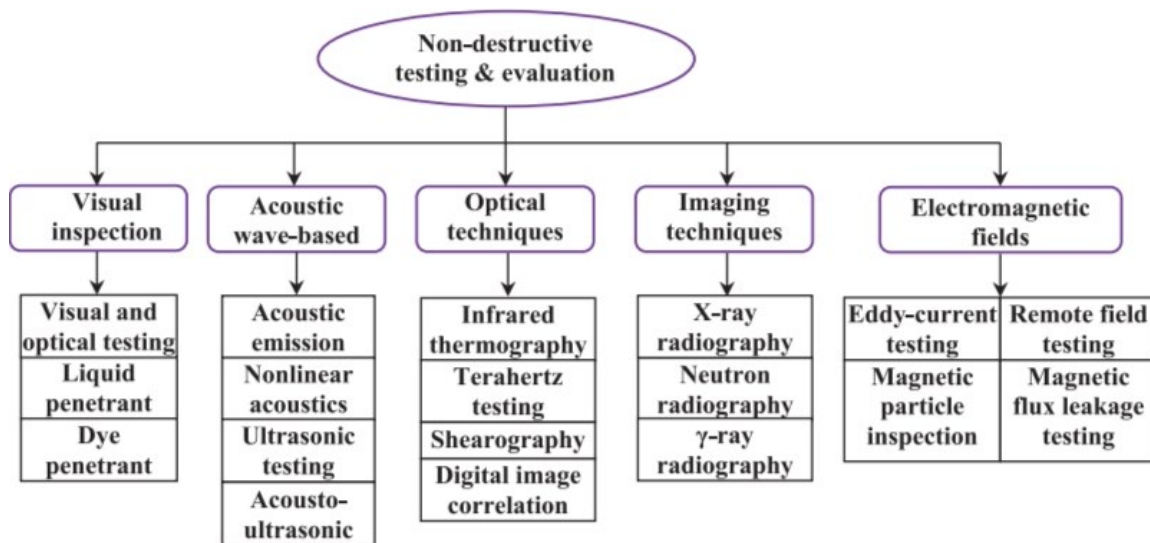 Non-destructive
testing & evaluation
Visual
inspection
Acoustic
wave-based
Optical
techniques
Imaging
techniques
Electromagnetic
fields
Visual and
optical testing
Liquid
penetrant
Dye
penetrant
Acoustic
emission
Nonlinear
acoustics
Ultrasonic
testing
Acousto-
ultrasonic
Infrared
thermography
Terahertz
testing
Shearography
Digital image
correlation
X-ray
radiography
Neutron
radiography
γ-ray
radiography
Eddy-current
testing
Remote field
testing
Magnetic
particle
inspection
Magnetic
flux leakage
testing